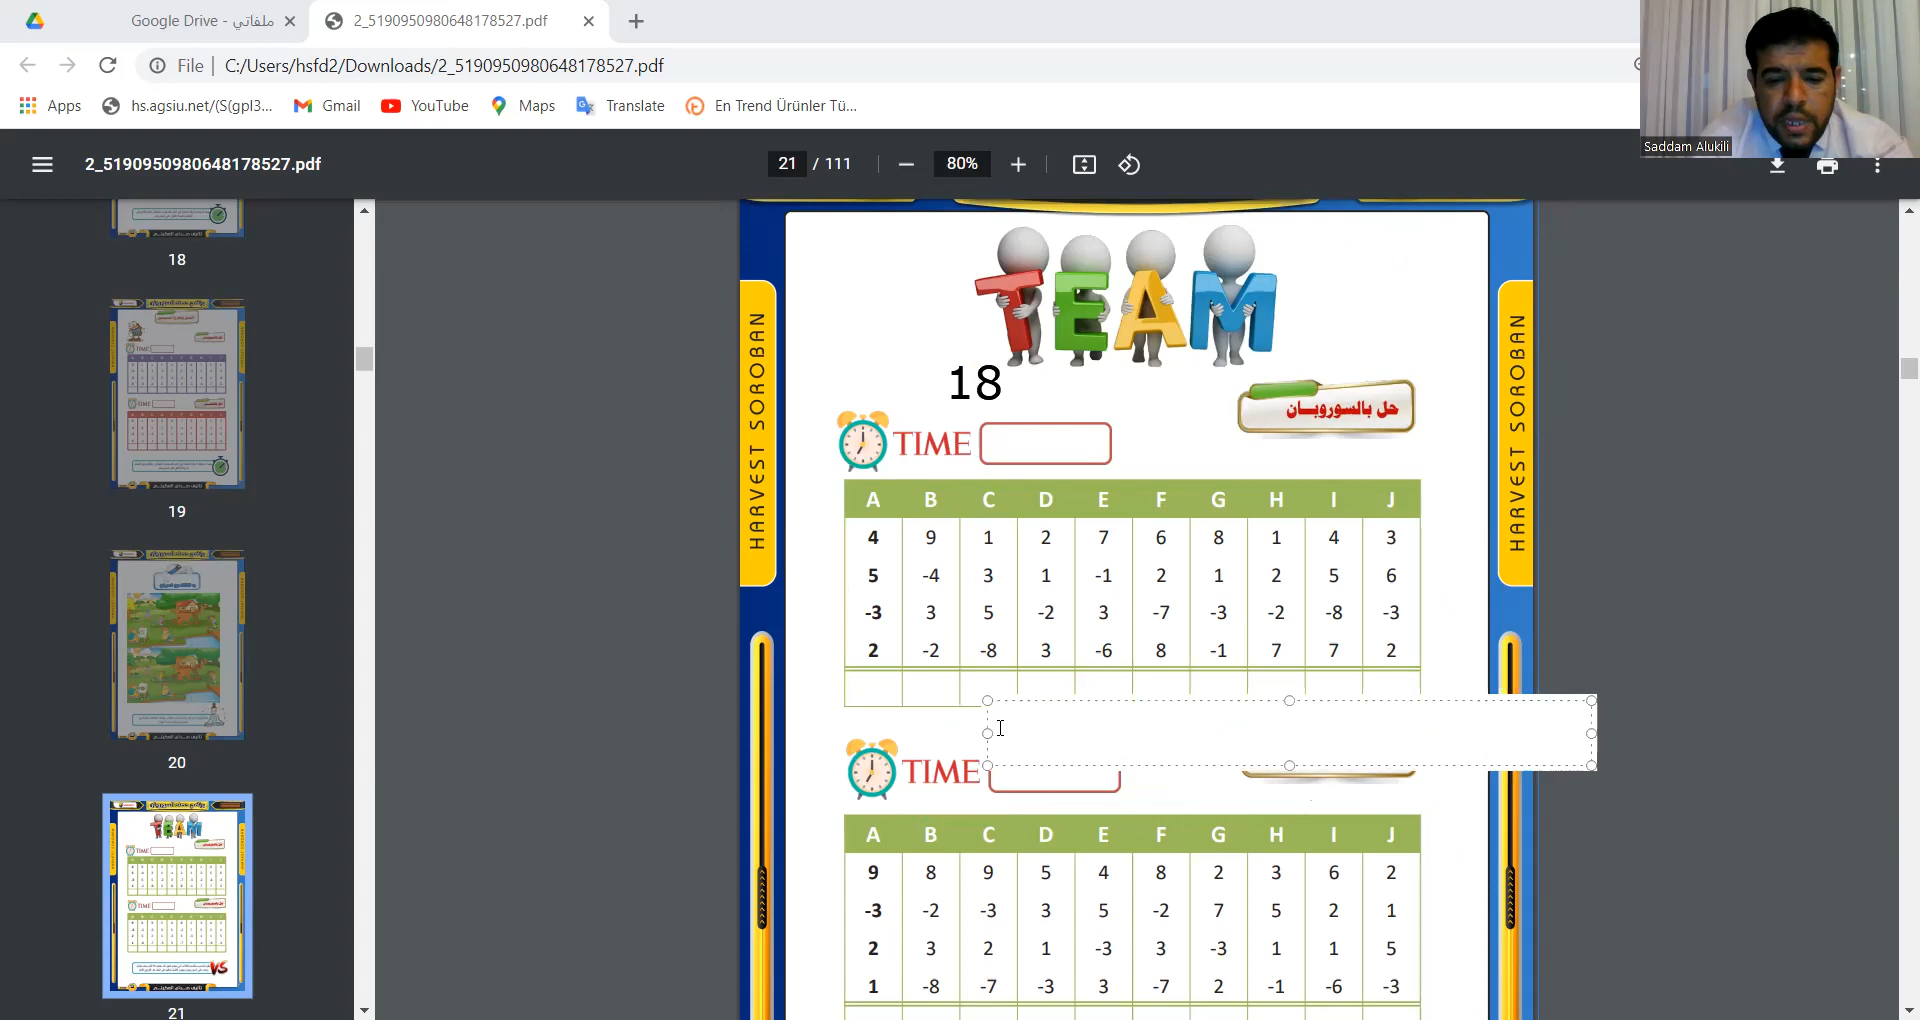 ملفاتي - Google Drive
2_5190950980648178527.pdf
File | C:/Users/hsfd2/Downloads/2_5190950980648178527.pdf
Apps hs.agsiu.net/(S(gpl3... Gmail YouTube Maps Translate En Trend Ürünler Tü...
Saddam Alukili
2_5190950980648178527.pdf 21 / 111 80%
18
19
20
21
TEAM
18
حل بالسوروبان
TIME
HARVEST SOROBAN
HARVEST SOROBAN
A B C D E F G H I J
4 9 1 2 7 6 8 1 4 3
5 -4 3 1 -1 2 1 2 5 6
-3 3 5 -2 3 -7 -3 -2 -8 -3
2 -2 -8 3 -6 8 -1 7 7 2
TIME
A B C D E F G H I J
9 8 9 5 4 8 2 3 6 2
-3 -2 -3 3 5 -2 7 5 2 1
2 3 2 1 -3 3 -3 1 1 5
1 -8 -7 -3 3 -7 2 -1 -6 -3